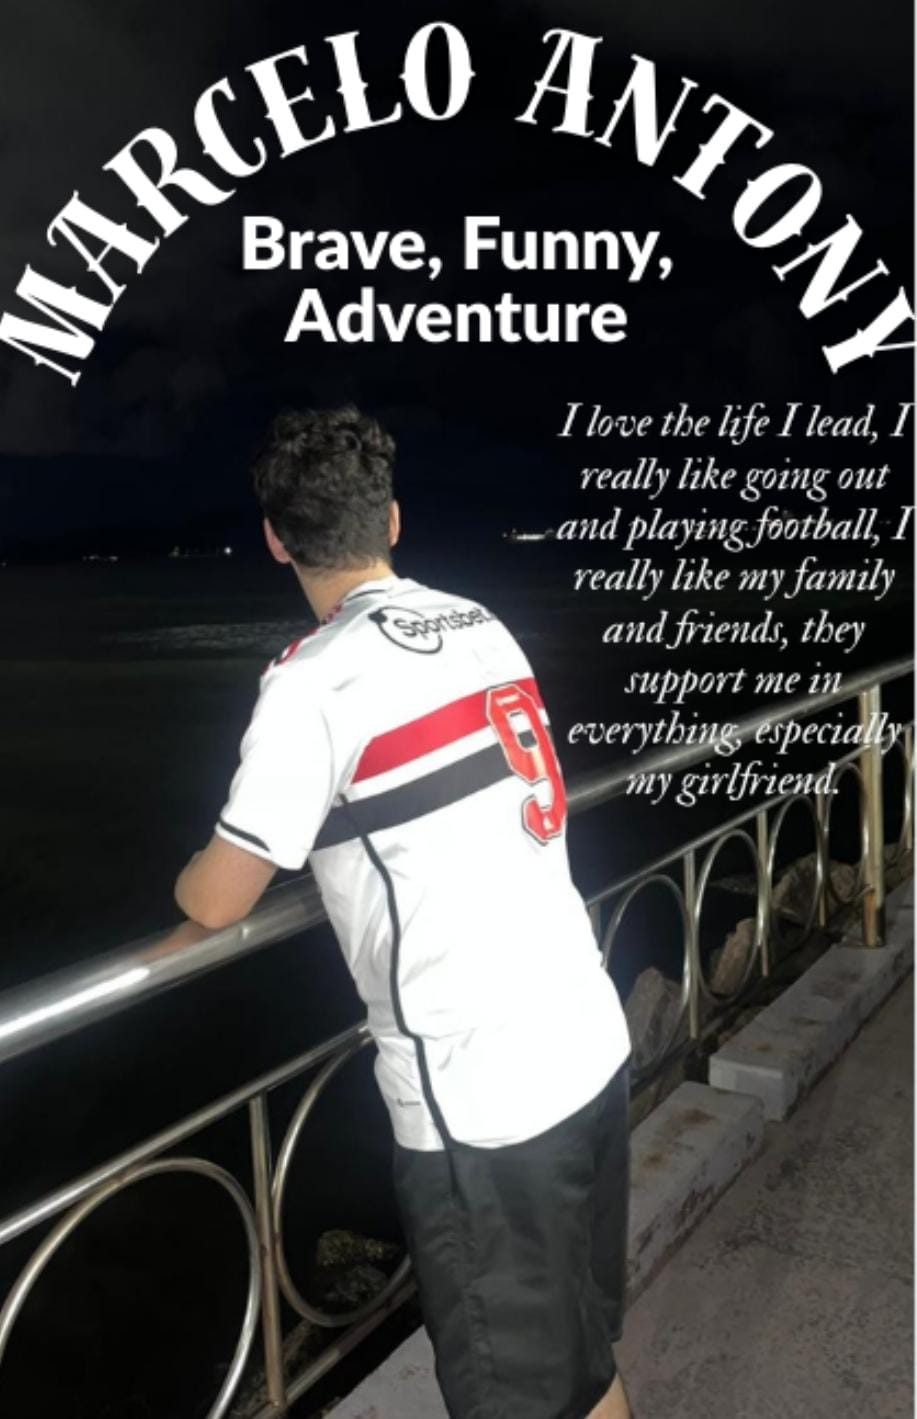 MARCELO ANTONY
Brave, Funny,
Adventure
I love the life I lead, I
really like going out
and playing football, I
really like my family
and friends, they
support me in
everything, especially
my girlfriend.
Sportsbet.
9